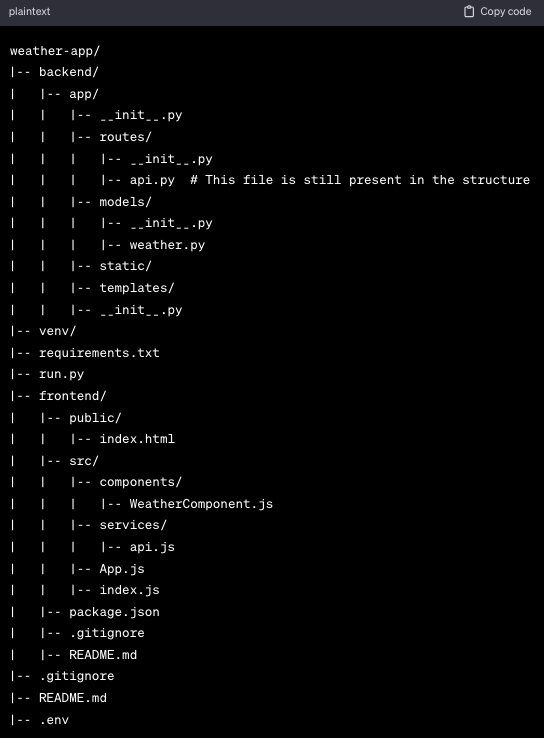 plaintext Copy code
weather-app/
|-- backend/
|   |-- app/
|   |   |-- __init__.py
|   |   |-- routes/
|   |   |   |-- __init__.py
|   |   |   |-- api.py  # This file is still present in the structure
|   |   |-- models/
|   |   |   |-- __init__.py
|   |   |   |-- weather.py
|   |   |-- static/
|   |   |-- templates/
|   |   |-- __init__.py
|-- venv/
|-- requirements.txt
|-- run.py
|-- frontend/
|   |-- public/
|   |   |-- index.html
|   |-- src/
|   |   |-- components/
|   |   |   |-- WeatherComponent.js
|   |   |-- services/
|   |   |   |-- api.js
|   |   |-- App.js
|   |   |-- index.js
|   |-- package.json
|   |-- .gitignore
|   |-- README.md
|-- .gitignore
|-- README.md
|-- .env